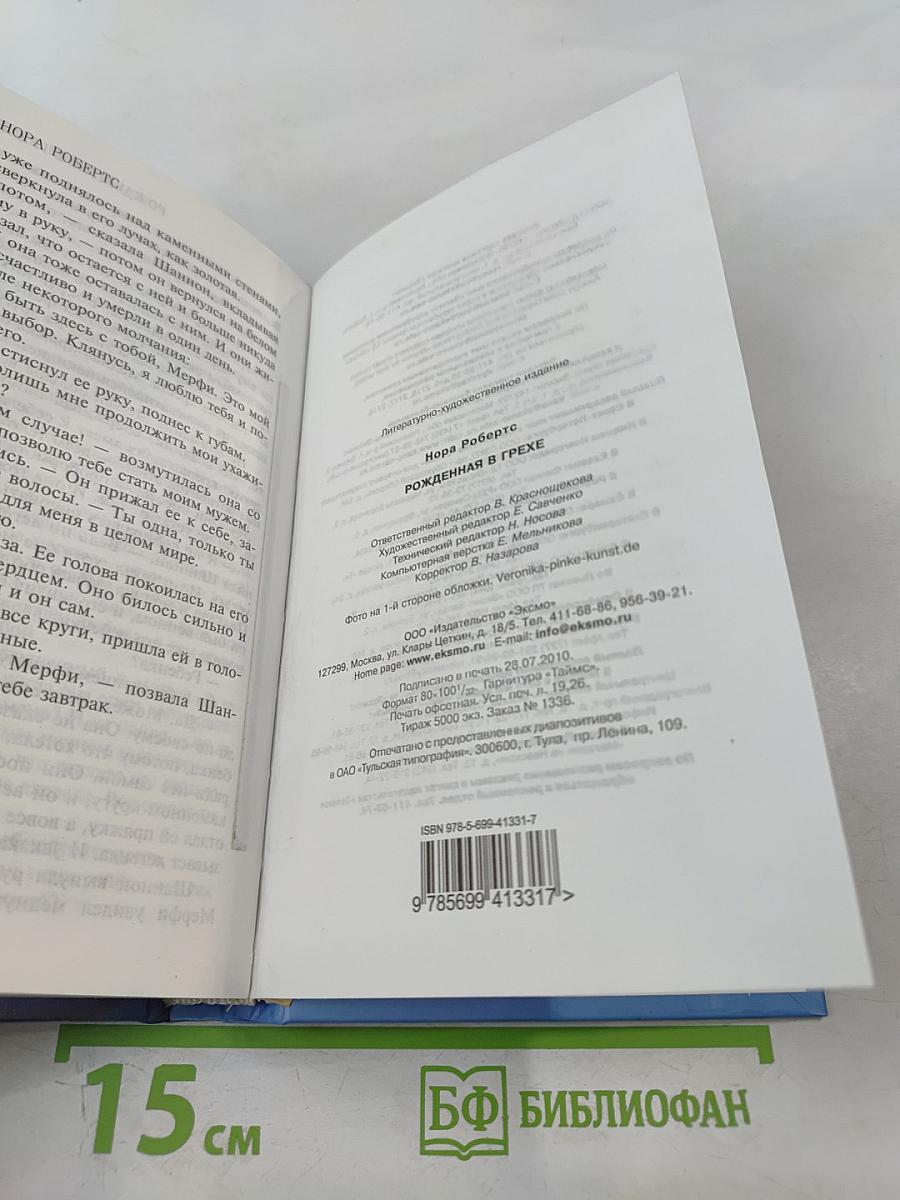 НОРА РОБЕРТС
уже поднялось над каменными стенами,
сверкнула в его лучах, как золотая.
потом, — сказала Шаннон, вкладывая
у в руку, — потом он вернулся на белом
зал, что остается с ней и больше никуда
она тоже оставалась с ним. И они жи-
счастливо и умерли в один день.
ле некоторого молчания:
быть здесь с тобой, Мерфи. Это мой
выбор. Клянусь, я люблю тебя и по-
его.
стиснул ее руку, поднес к губам.
олишь мне продолжить мои ухажи-
?
м случае! — возмутилась она со
позволю тебе стать моим мужем.
ись. — Он прижал ее к себе, за-
волосы. — Ты одна, только ты
для меня в целом мире.
ю.
за. Ее голова покоилась на его
ердцем. Оно билось сильно и
и он сам.
все круги, пришла ей в голо-
ные.
Мерфи, — позвала Шан-
тебе завтрак.
Литературно-художественное издание
Нора Робертс
РОЖДЕННАЯ В ГРЕХЕ
Ответственный редактор В. Краснощекова
Художественный редактор Е. Савченко
Технический редактор Н. Носова
Компьютерная верстка Е. Мельникова
Корректор В. Назарова
Фото на 1-й стороне обложки. Veronika-pinke-kunst.de
ООО «Издательство «Эксмо»
127299, Москва, ул. Клары Цеткин, д. 18/5. Тел. 411-68-86, 956-39-21.
Home page: www.eksmo.ru E-mail: info@eksmo.ru
Подписано в печать 28.07.2010.
Формат 80×100 1/32. Гарнитура «Таймс».
Печать офсетная. Усл. печ. л. 19,26.
Тираж 5000 экз. Заказ № 1336.
Отпечатано с предоставленных диапозитивов
в ОАО «Тульская типография». 300600, г. Тула, пр. Ленина, 109.
ISBN 978-5-699-41331-7
9 785699 413317 >
15 см
БФ БИБЛИОФАН